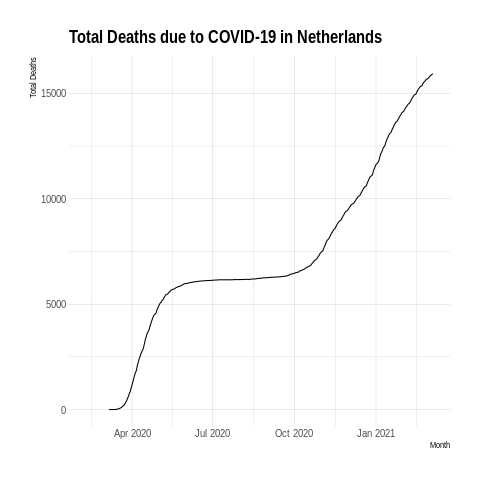 Total Deaths due to COVID-19 in Netherlands
Total Deaths
15000
10000
5000
0
Apr 2020 Jul 2020 Oct 2020 Jan 2021
Month